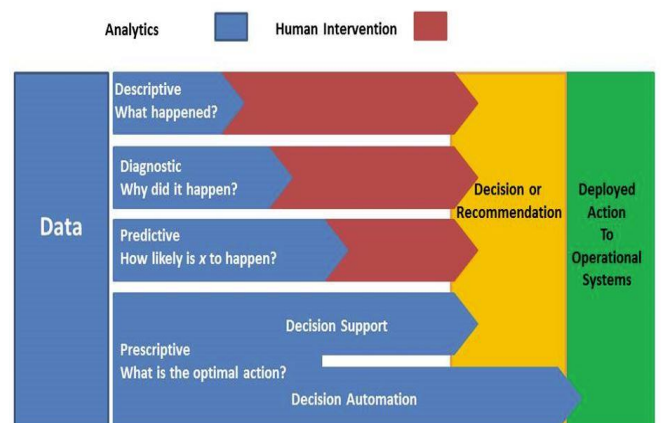 Analytics
Human Intervention
Data
Descriptive
What happened?
Diagnostic
Why did it happen?
Predictive
How likely is x to happen?
Prescriptive
What is the optimal action?
Decision Support
Decision Automation
Decision or
Recommendation
Deployed
Action
To
Operational
Systems